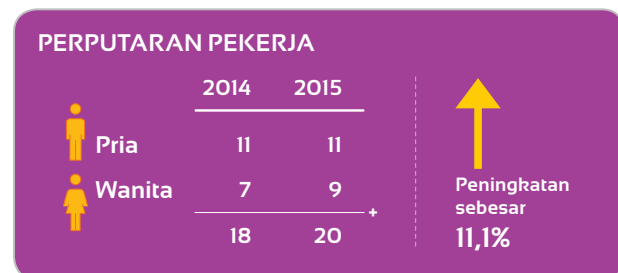 PERPUTARAN PEKERJA
2014 2015
Pria 11 11
Wanita 7 9
+
18 20
Peningkatan
sebesar
11,1%